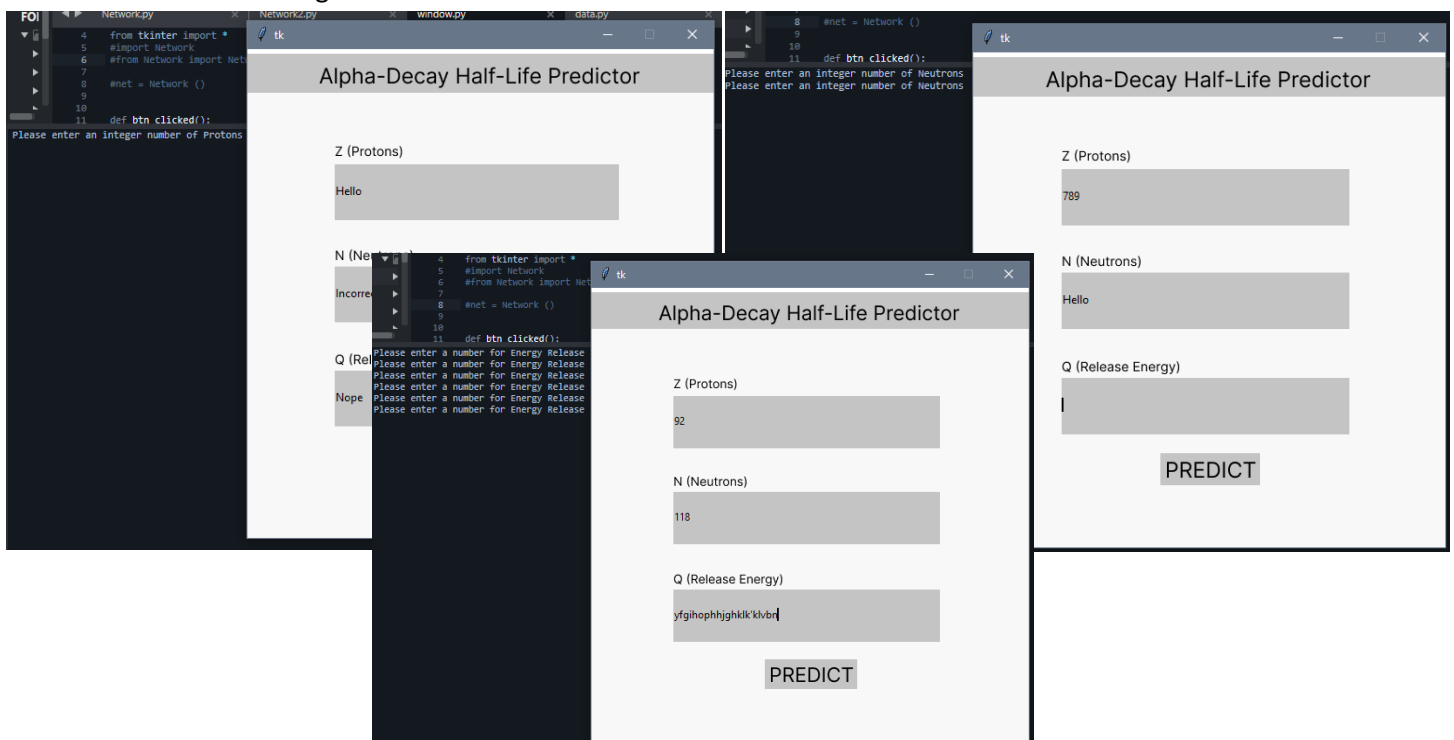 FOI
Network.py × Network2.py × window.py × data.py ×
4 from tkinter import *
5 #import Network
6 #from Network import Net
7
8 #net = Network ()
9
10
11 def btn_clicked():
Please enter an integer number of Protons
tk
Alpha-Decay Half-Life Predictor
Z (Protons)
Hello
N (Ne
Incorre
Q (Rel
Nope
8 #net = Network ()
9
10
11 def btn_clicked():
Please enter an integer number of Neutrons
Please enter an integer number of Neutrons
tk
Alpha-Decay Half-Life Predictor
Z (Protons)
789
N (Neutrons)
Hello
Q (Release Energy)
PREDICT
4 from tkinter import *
5 #import Network
6 #from Network import Net
7
8 #net = Network ()
9
10
11 def btn_clicked():
Please enter a number for Energy Release
Please enter a number for Energy Release
Please enter a number for Energy Release
Please enter a number for Energy Release
Please enter a number for Energy Release
Please enter a number for Energy Release
tk
Alpha-Decay Half-Life Predictor
Z (Protons)
92
N (Neutrons)
118
Q (Release Energy)
yfgihophhjghklk'klvbn
PREDICT